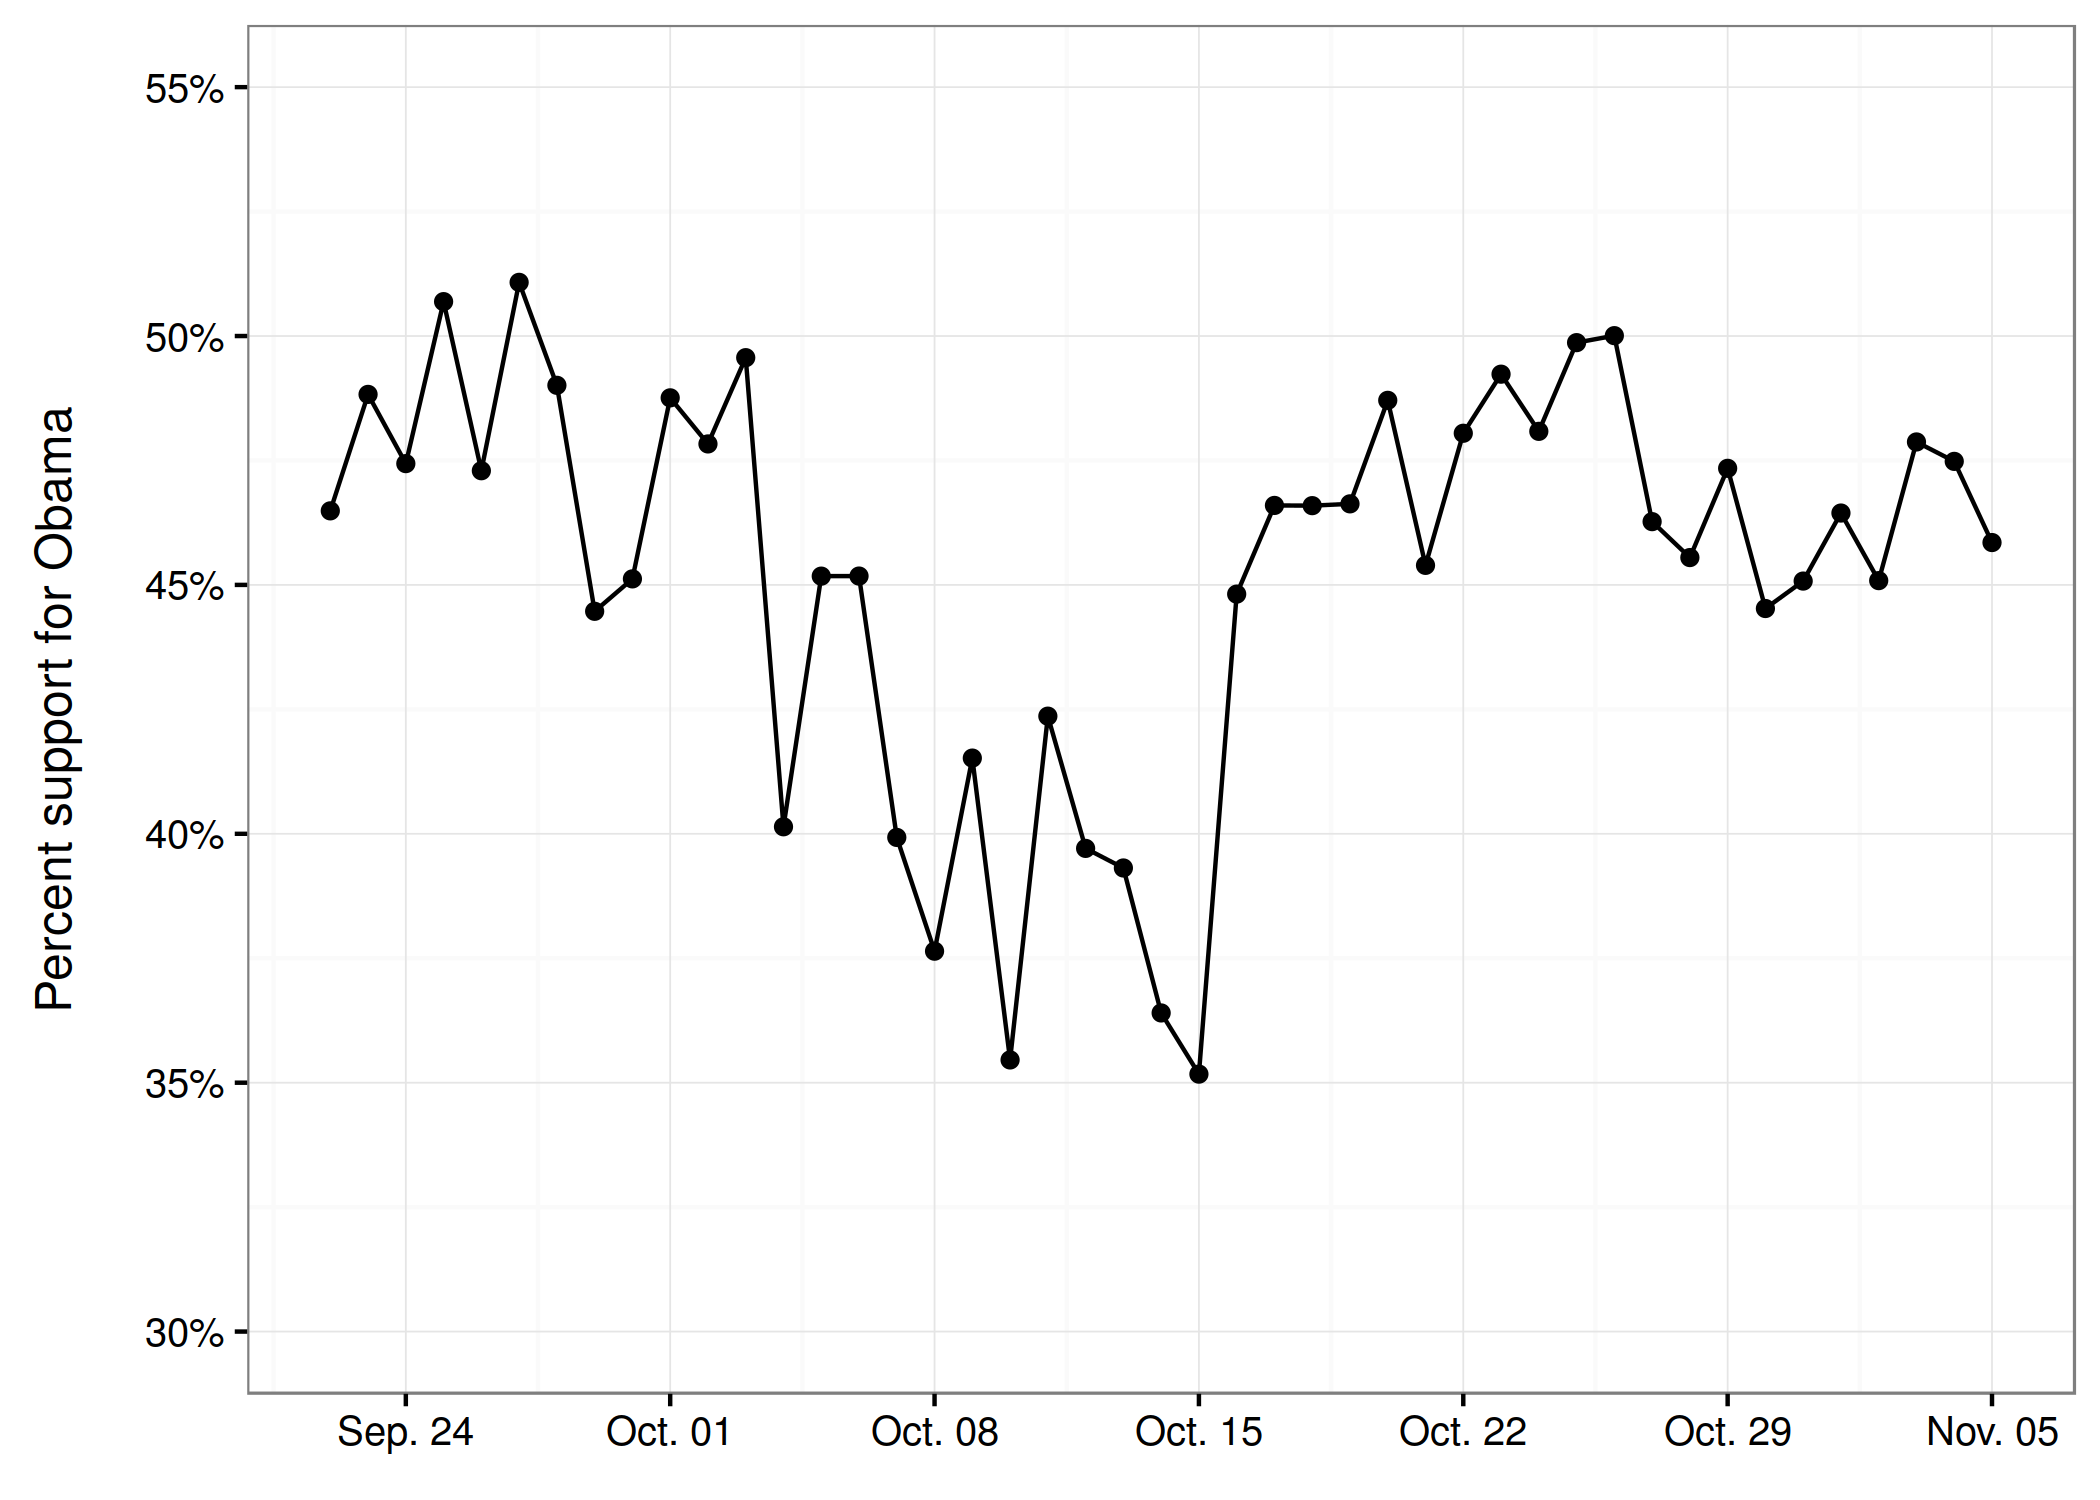 Percent support for Obama
55%
50%
45%
40%
35%
30%
Sep. 24
Oct. 01
Oct. 08
Oct. 15
Oct. 22
Oct. 29
Nov. 05